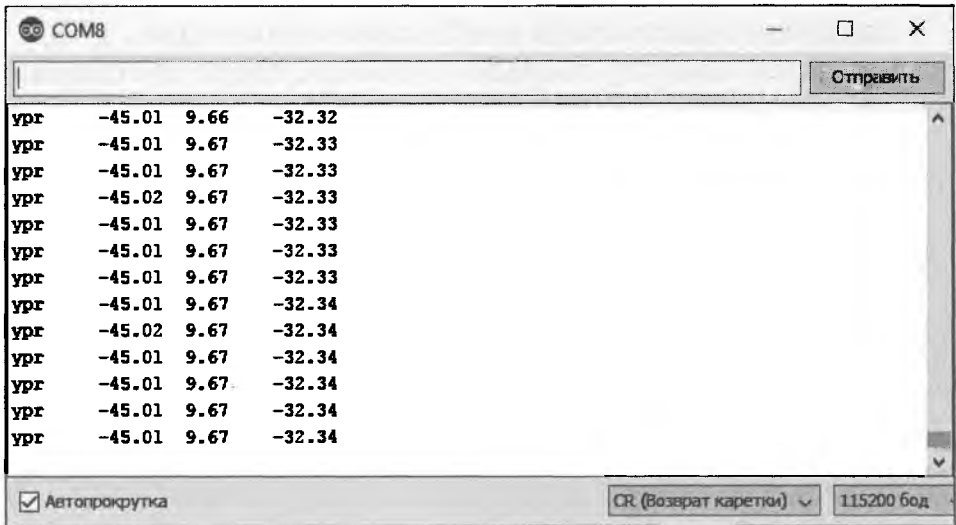 COM8
Отправить
ypr -45.01 9.66 -32.32
ypr -45.01 9.67 -32.33
ypr -45.01 9.67 -32.33
ypr -45.02 9.67 -32.33
ypr -45.01 9.67 -32.33
ypr -45.01 9.67 -32.33
ypr -45.01 9.67 -32.33
ypr -45.01 9.67 -32.34
ypr -45.02 9.67 -32.34
ypr -45.01 9.67 -32.34
ypr -45.01 9.67 -32.34
ypr -45.01 9.67 -32.34
ypr -45.01 9.67 -32.34
Автопрокрутка CR (Возврат каретки) 115200 бод